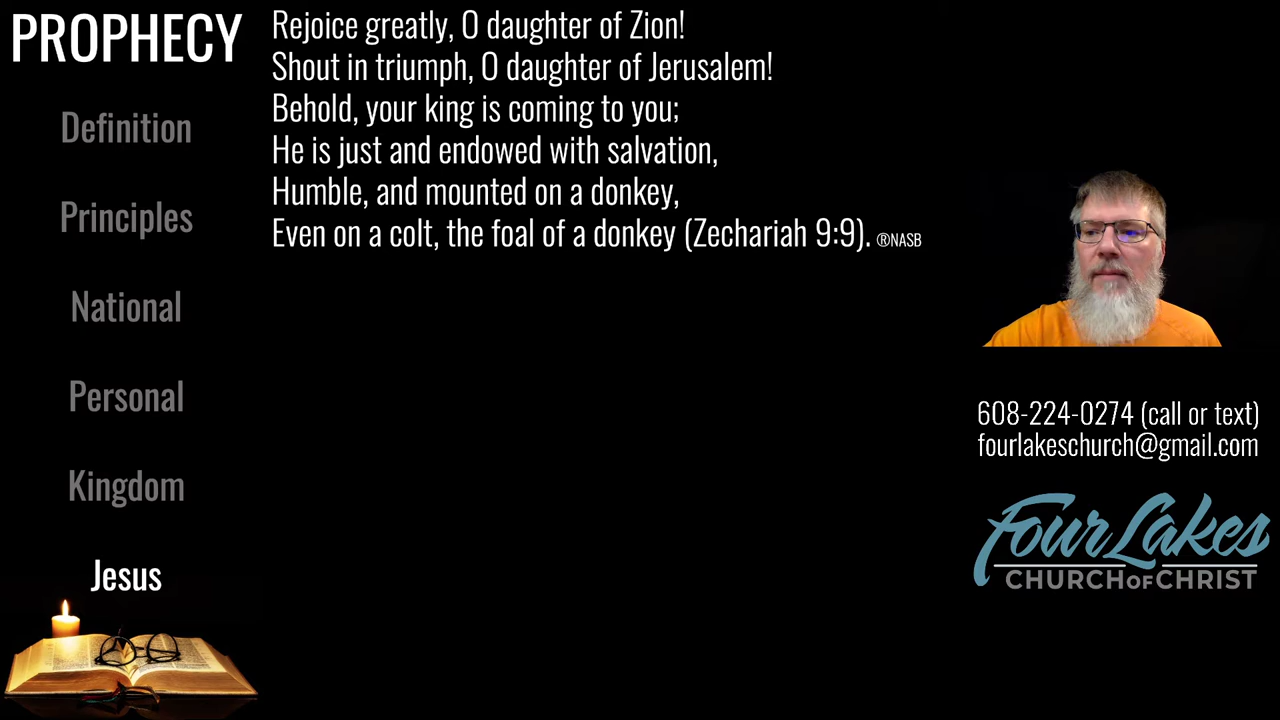 PROPHECY
Definition
Principles
National
Personal
Kingdom
Jesus
Rejoice greatly, O daughter of Zion!
Shout in triumph, O daughter of Jerusalem!
Behold, your king is coming to you;
He is just and endowed with salvation,
Humble, and mounted on a donkey,
Even on a colt, the foal of a donkey (Zechariah 9:9). ®NASB
608-224-0274 (call or text)
fourlakeschurch@gmail.com
Four Lakes
CHURCH OF CHRIST